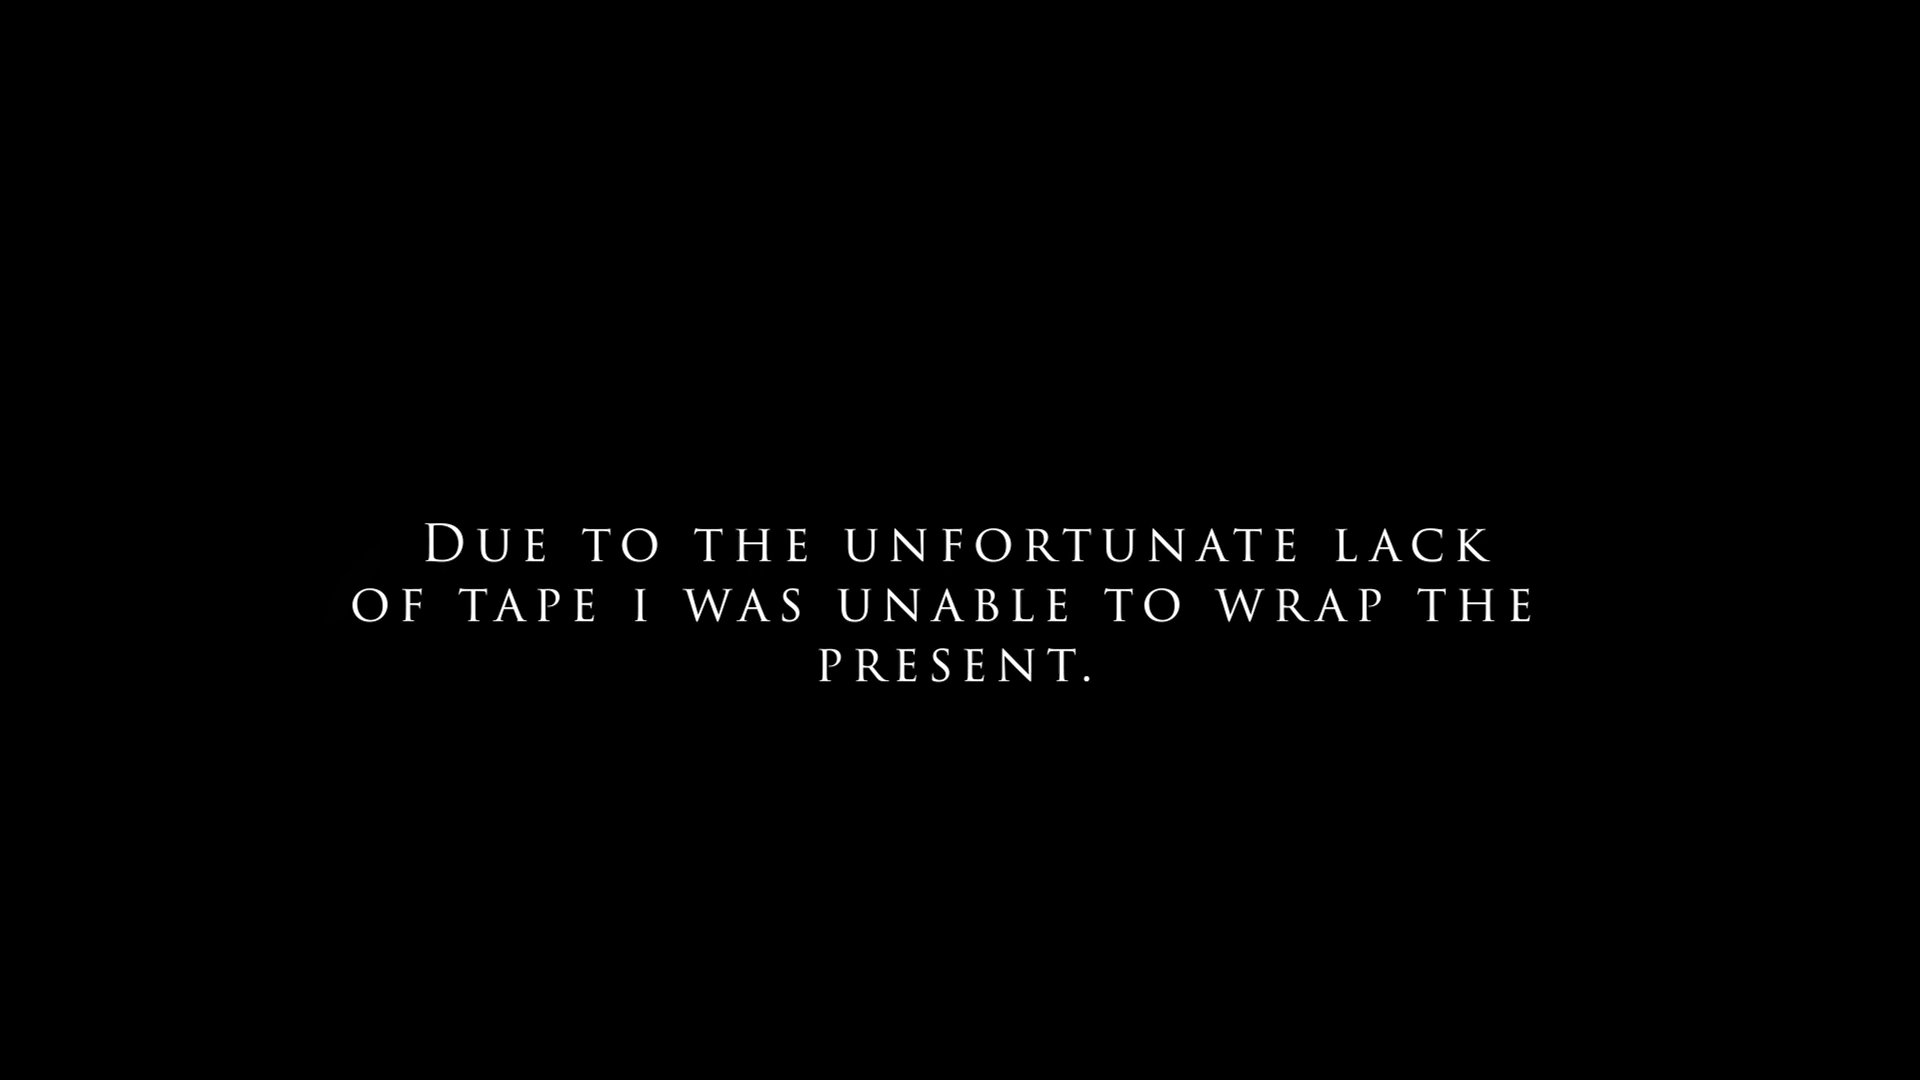 Due to the unfortunate lack
of tape I was unable to wrap the
present.